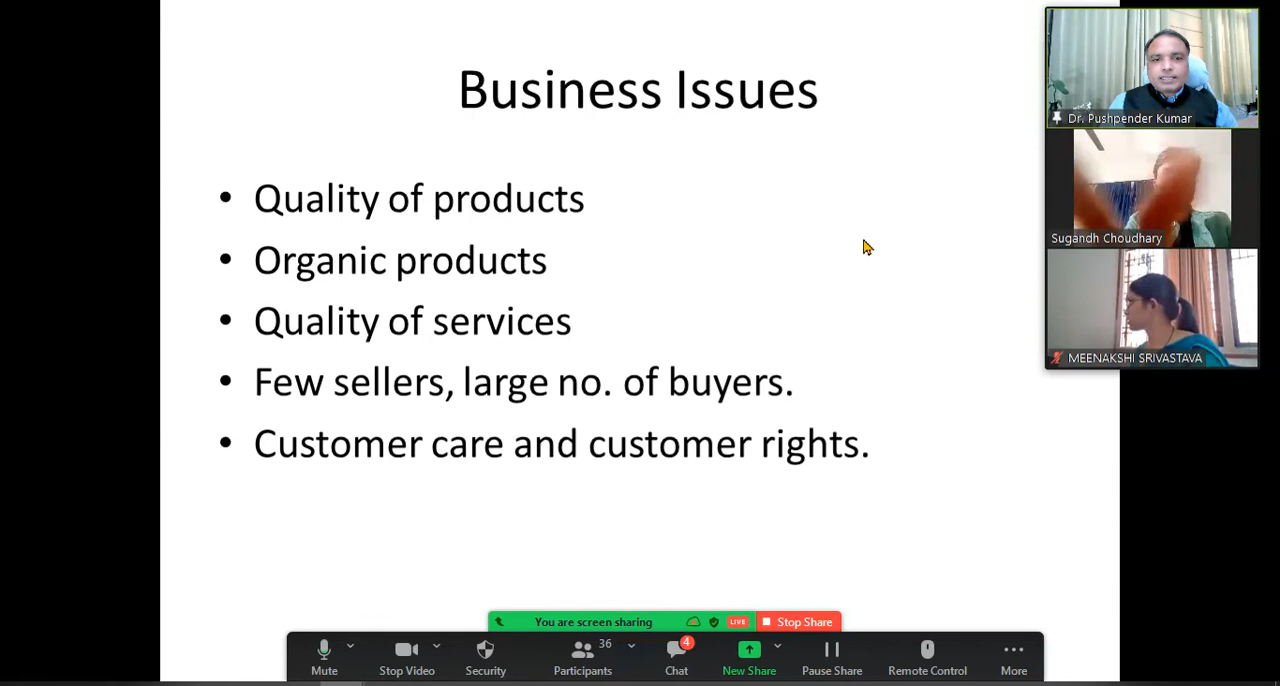 Business Issues
• Quality of products
• Organic products
• Quality of services
• Few sellers, large no. of buyers.
• Customer care and customer rights.
Dr. Pushpender Kumar
Sugandh Choudhary
MEENAKSHI SRIVASTAVA
You are screen sharing
LIVE
Stop Share
Mute
Stop Video
Security
Participants
36
Chat
4
New Share
Pause Share
Remote Control
More